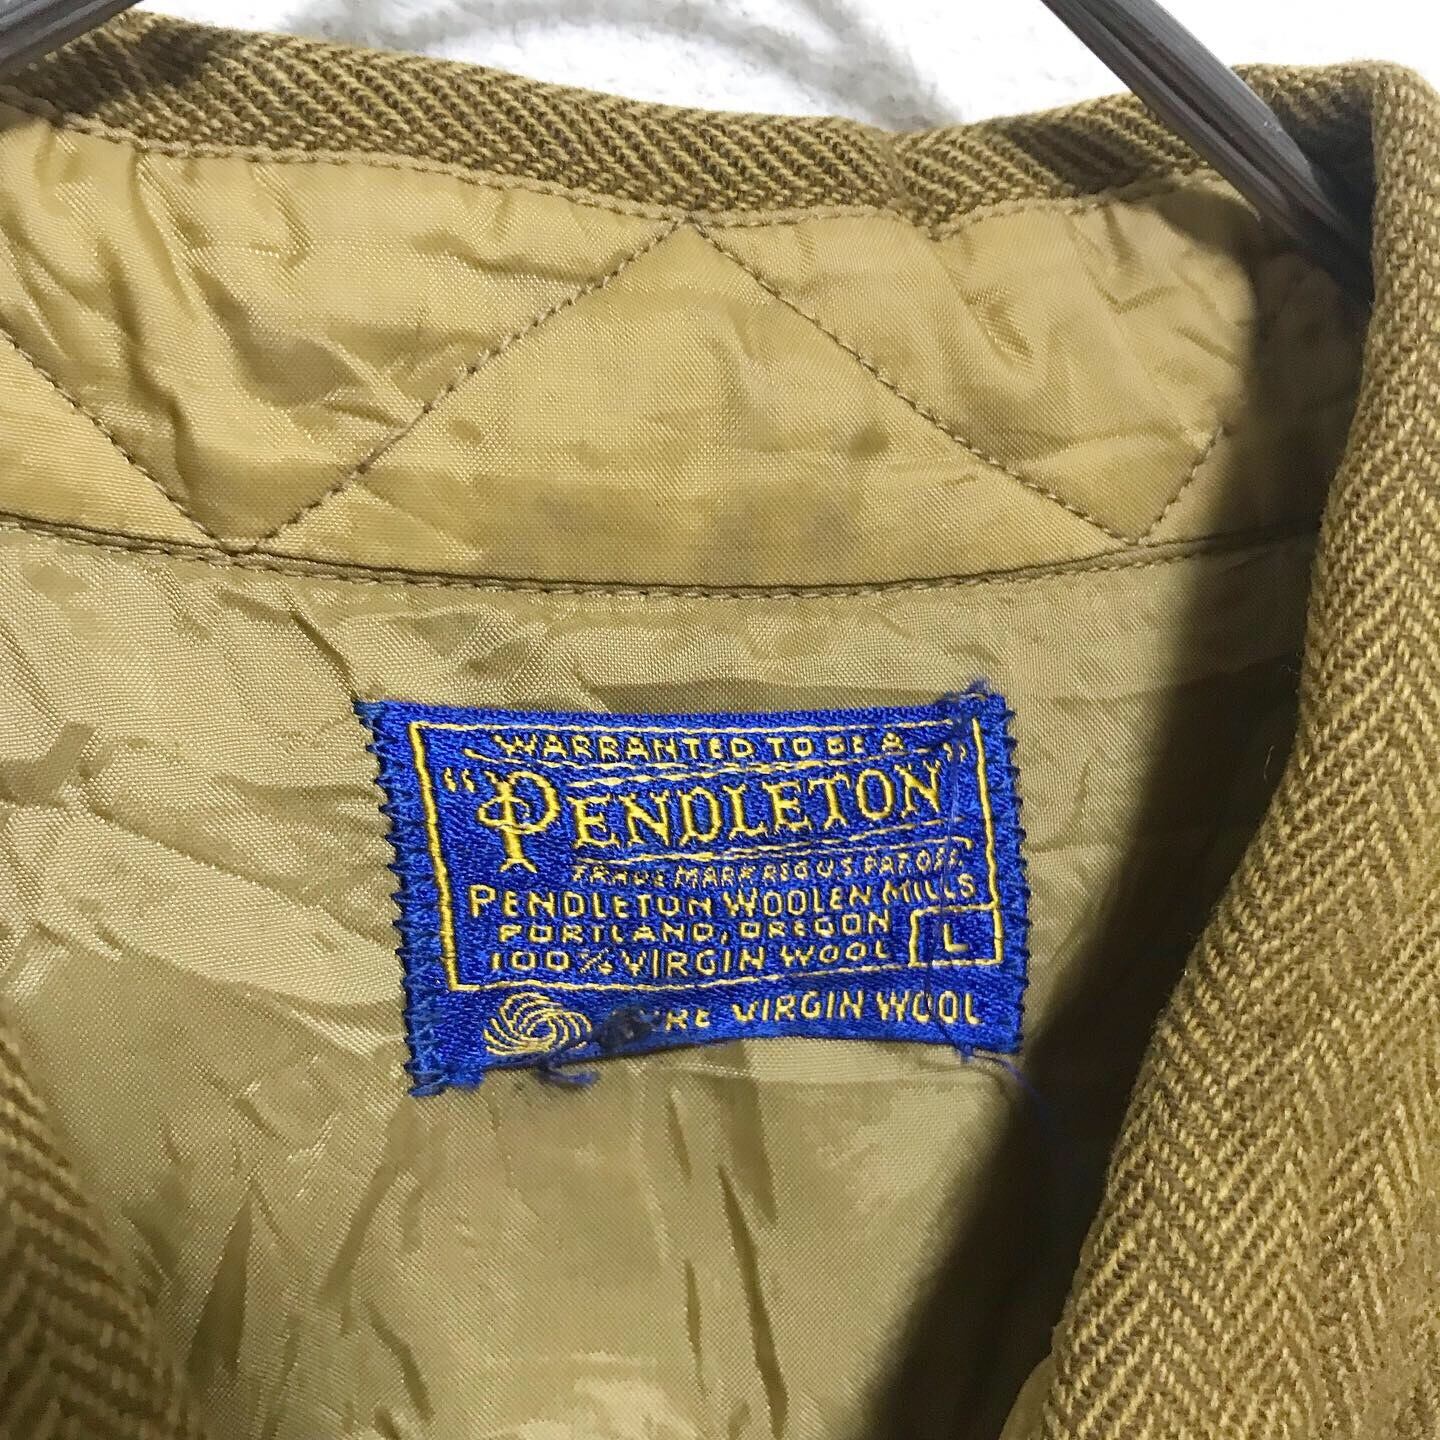 WARRANTED TO BE A
"PENDLETON"
TRADE MARK REG U.S. PAT. OFF.
PENDLETON WOOLEN MILLS
PORTLAND, OREGON
100% VIRGIN WOOL
L
VIRGIN WOOL